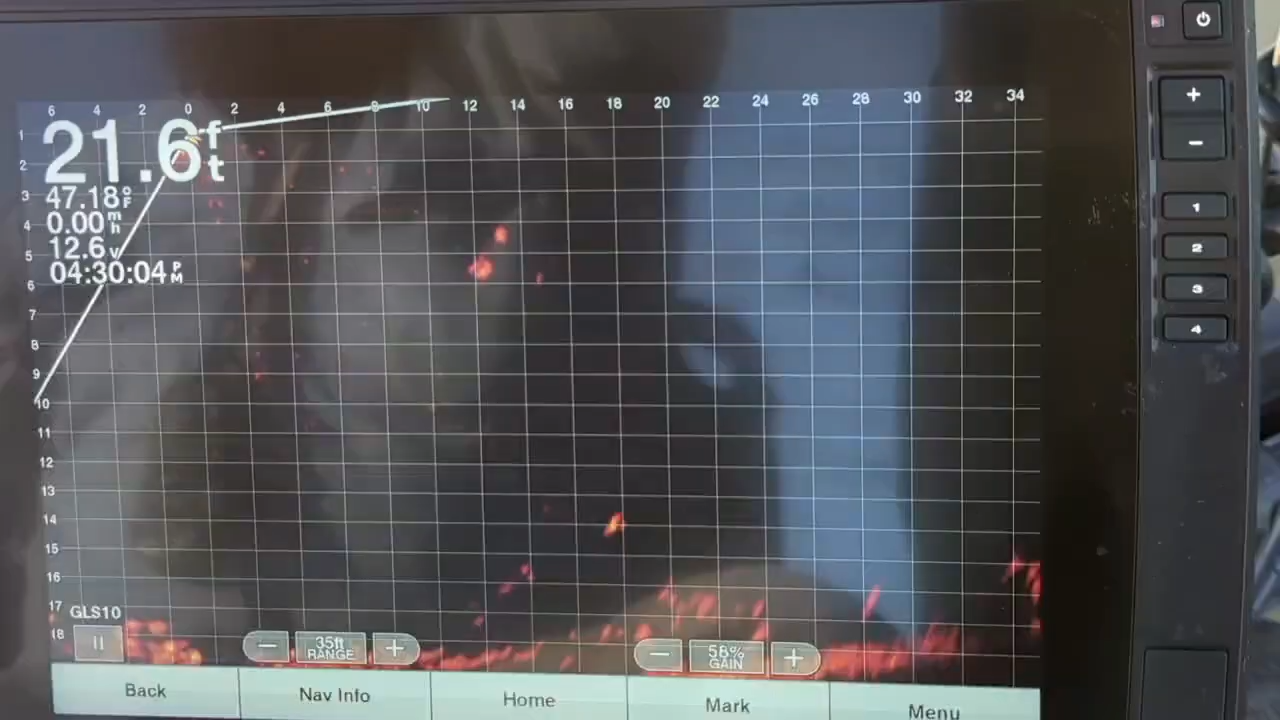 6 4 2 0 2 4 6 8 10 12 14 16 18 20 22 24 26 28 30 32 34
1
2
3
4
5
6
7
8
9
10
11
12
13
14
15
16
17
18
21.6 ft
47.18°F
0.00 mh
12.6 V
04:30:04 PM
GLS10
− 35ft RANGE +
− 58% GAIN +
Back Nav Info Home Mark Menu
+
−
1
2
3
4